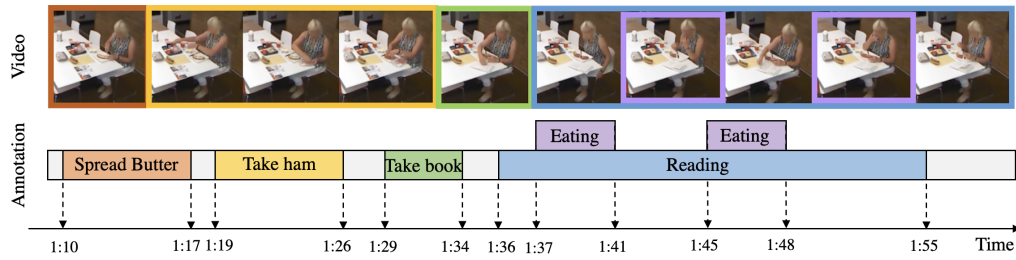 Video
Annotation
Eating
Eating
Spread Butter
Take ham
Take book
Reading
1:10
1:17
1:19
1:26
1:29
1:34
1:36
1:37
1:41
1:45
1:48
1:55
Time